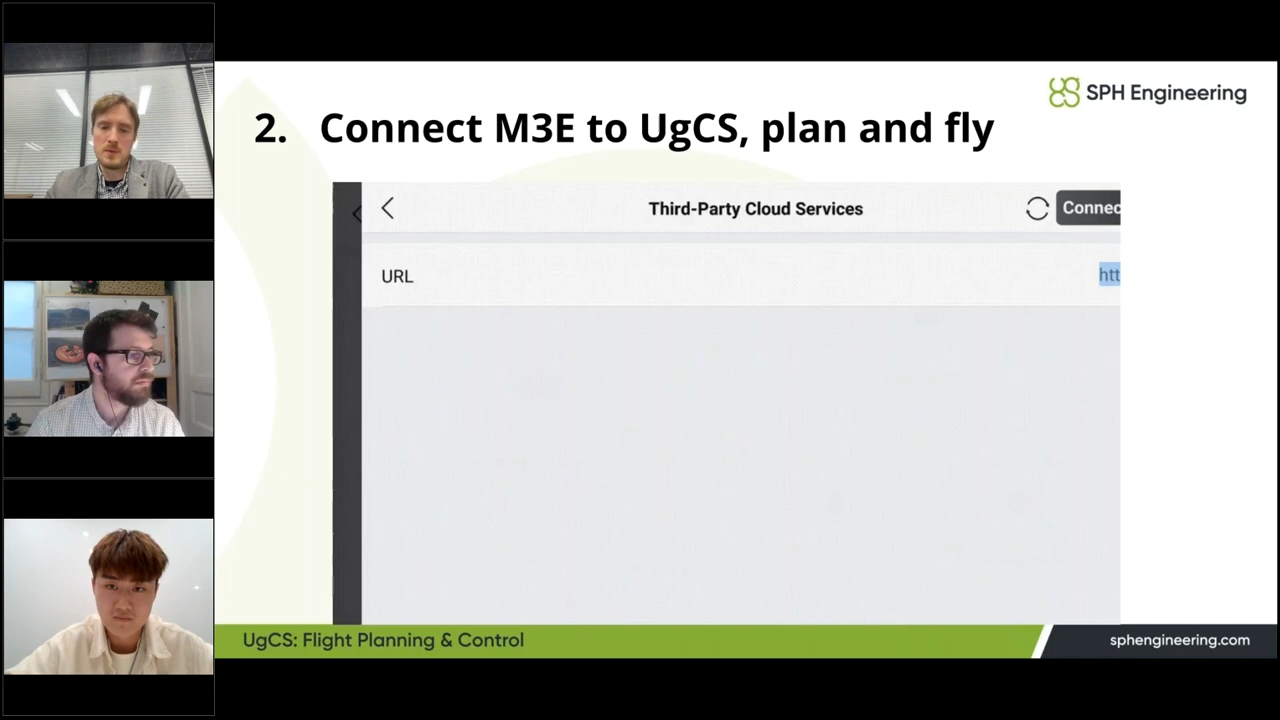 SPH Engineering
2. Connect M3E to UgCS, plan and fly
Third-Party Cloud Services
Connec
URL
htt
UgCS: Flight Planning & Control
sphengineering.com